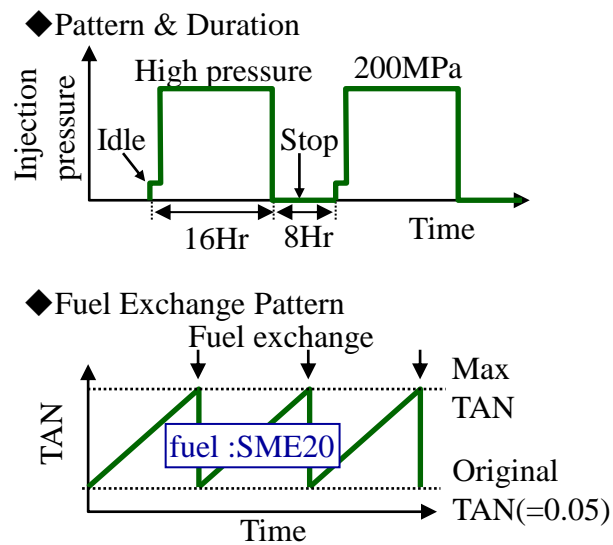 ◆Pattern & Duration
High pressure
200MPa
Injection
pressure
Idle
Stop
16Hr
8Hr
Time
◆Fuel Exchange Pattern
Fuel exchange
Max
TAN
TAN
fuel :SME20
Original
TAN(=0.05)
Time